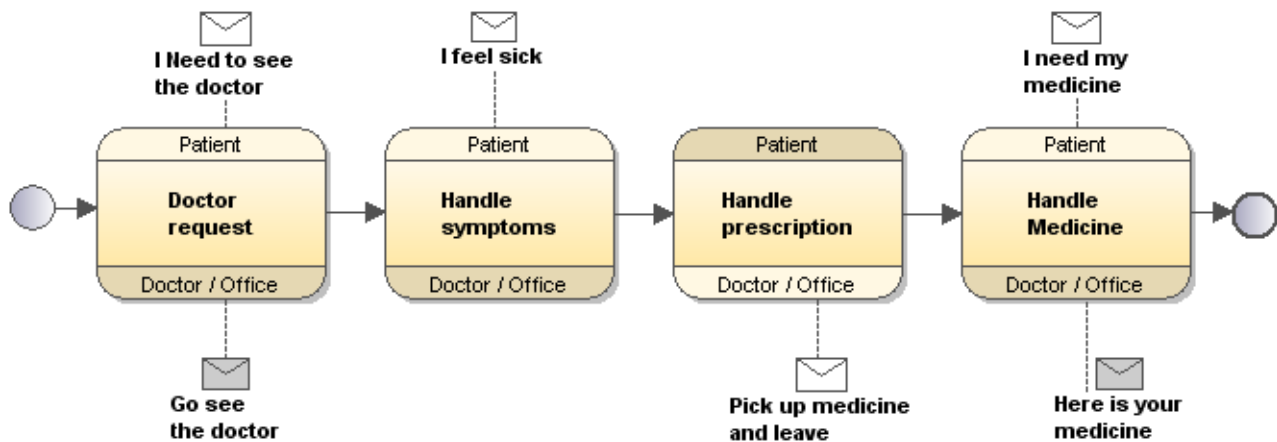 I Need to see
the doctor
I feel sick
I need my
medicine
Patient
Patient
Patient
Patient
Doctor
request
Handle
symptoms
Handle
prescription
Handle
Medicine
Doctor / Office
Doctor / Office
Doctor / Office
Doctor / Office
Go see
the doctor
Pick up medicine
and leave
Here is your
medicine